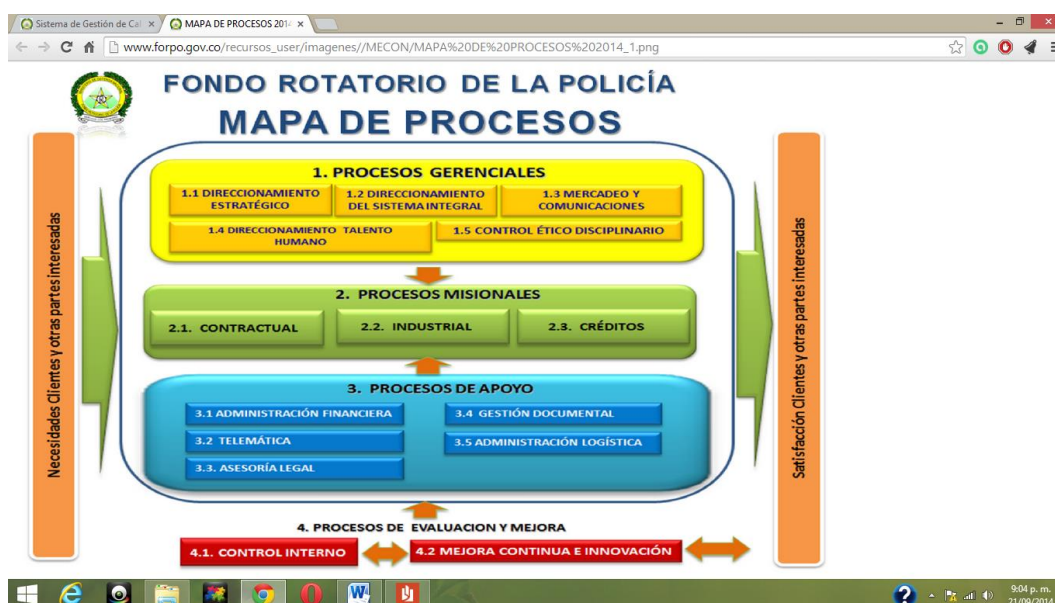 Sistema de Gestión de Cal
MAPA DE PROCESOS 201
www.forpo.gov.co/recursos_user/imagenes//MECON/MAPA%20DE%20PROCESOS%202014_1.png
FONDO ROTATORIO DE LA POLICÍA
MAPA DE PROCESOS
Necesidades Clientes y otras partes interesadas
1. PROCESOS GERENCIALES
1.1 DIRECCIONAMIENTO
ESTRATÉGICO
1.2 DIRECCIONAMIENTO
DEL SISTEMA INTEGRAL
1.3 MERCADEO Y
COMUNICACIONES
1.4 DIRECCIONAMIENTO TALENTO
HUMANO
1.5 CONTROL ÉTICO DISCIPLINARIO
2. PROCESOS MISIONALES
2.1. CONTRACTUAL
2.2. INDUSTRIAL
2.3. CRÉDITOS
3. PROCESOS DE APOYO
3.1 ADMINISTRACIÓN FINANCIERA
3.2 TELEMÁTICA
3.3. ASESORÍA LEGAL
3.4 GESTIÓN DOCUMENTAL
3.5 ADMINISTRACIÓN LOGÍSTICA
4. PROCESOS DE EVALUACION Y MEJORA
4.1. CONTROL INTERNO
4.2 MEJORA CONTINUA E INNOVACIÓN
Satisfacción Clientes y otras partes interesadas
9:04 p. m.
21/09/2014